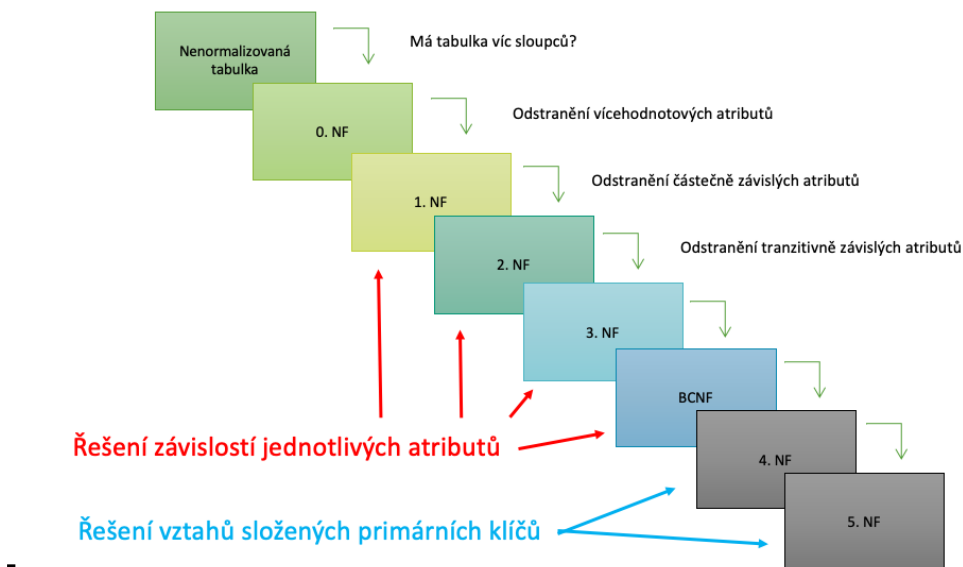 Nenormalizovaná
tabulka
Má tabulka víc sloupců?
0. NF
Odstranění vícehodnotových atributů
1. NF
Odstranění částečně závislých atributů
2. NF
Odstranění tranzitivně závislých atributů
3. NF
BCNF
Řešení závislostí jednotlivých atributů
4. NF
Řešení vztahů složených primárních klíčů
5. NF